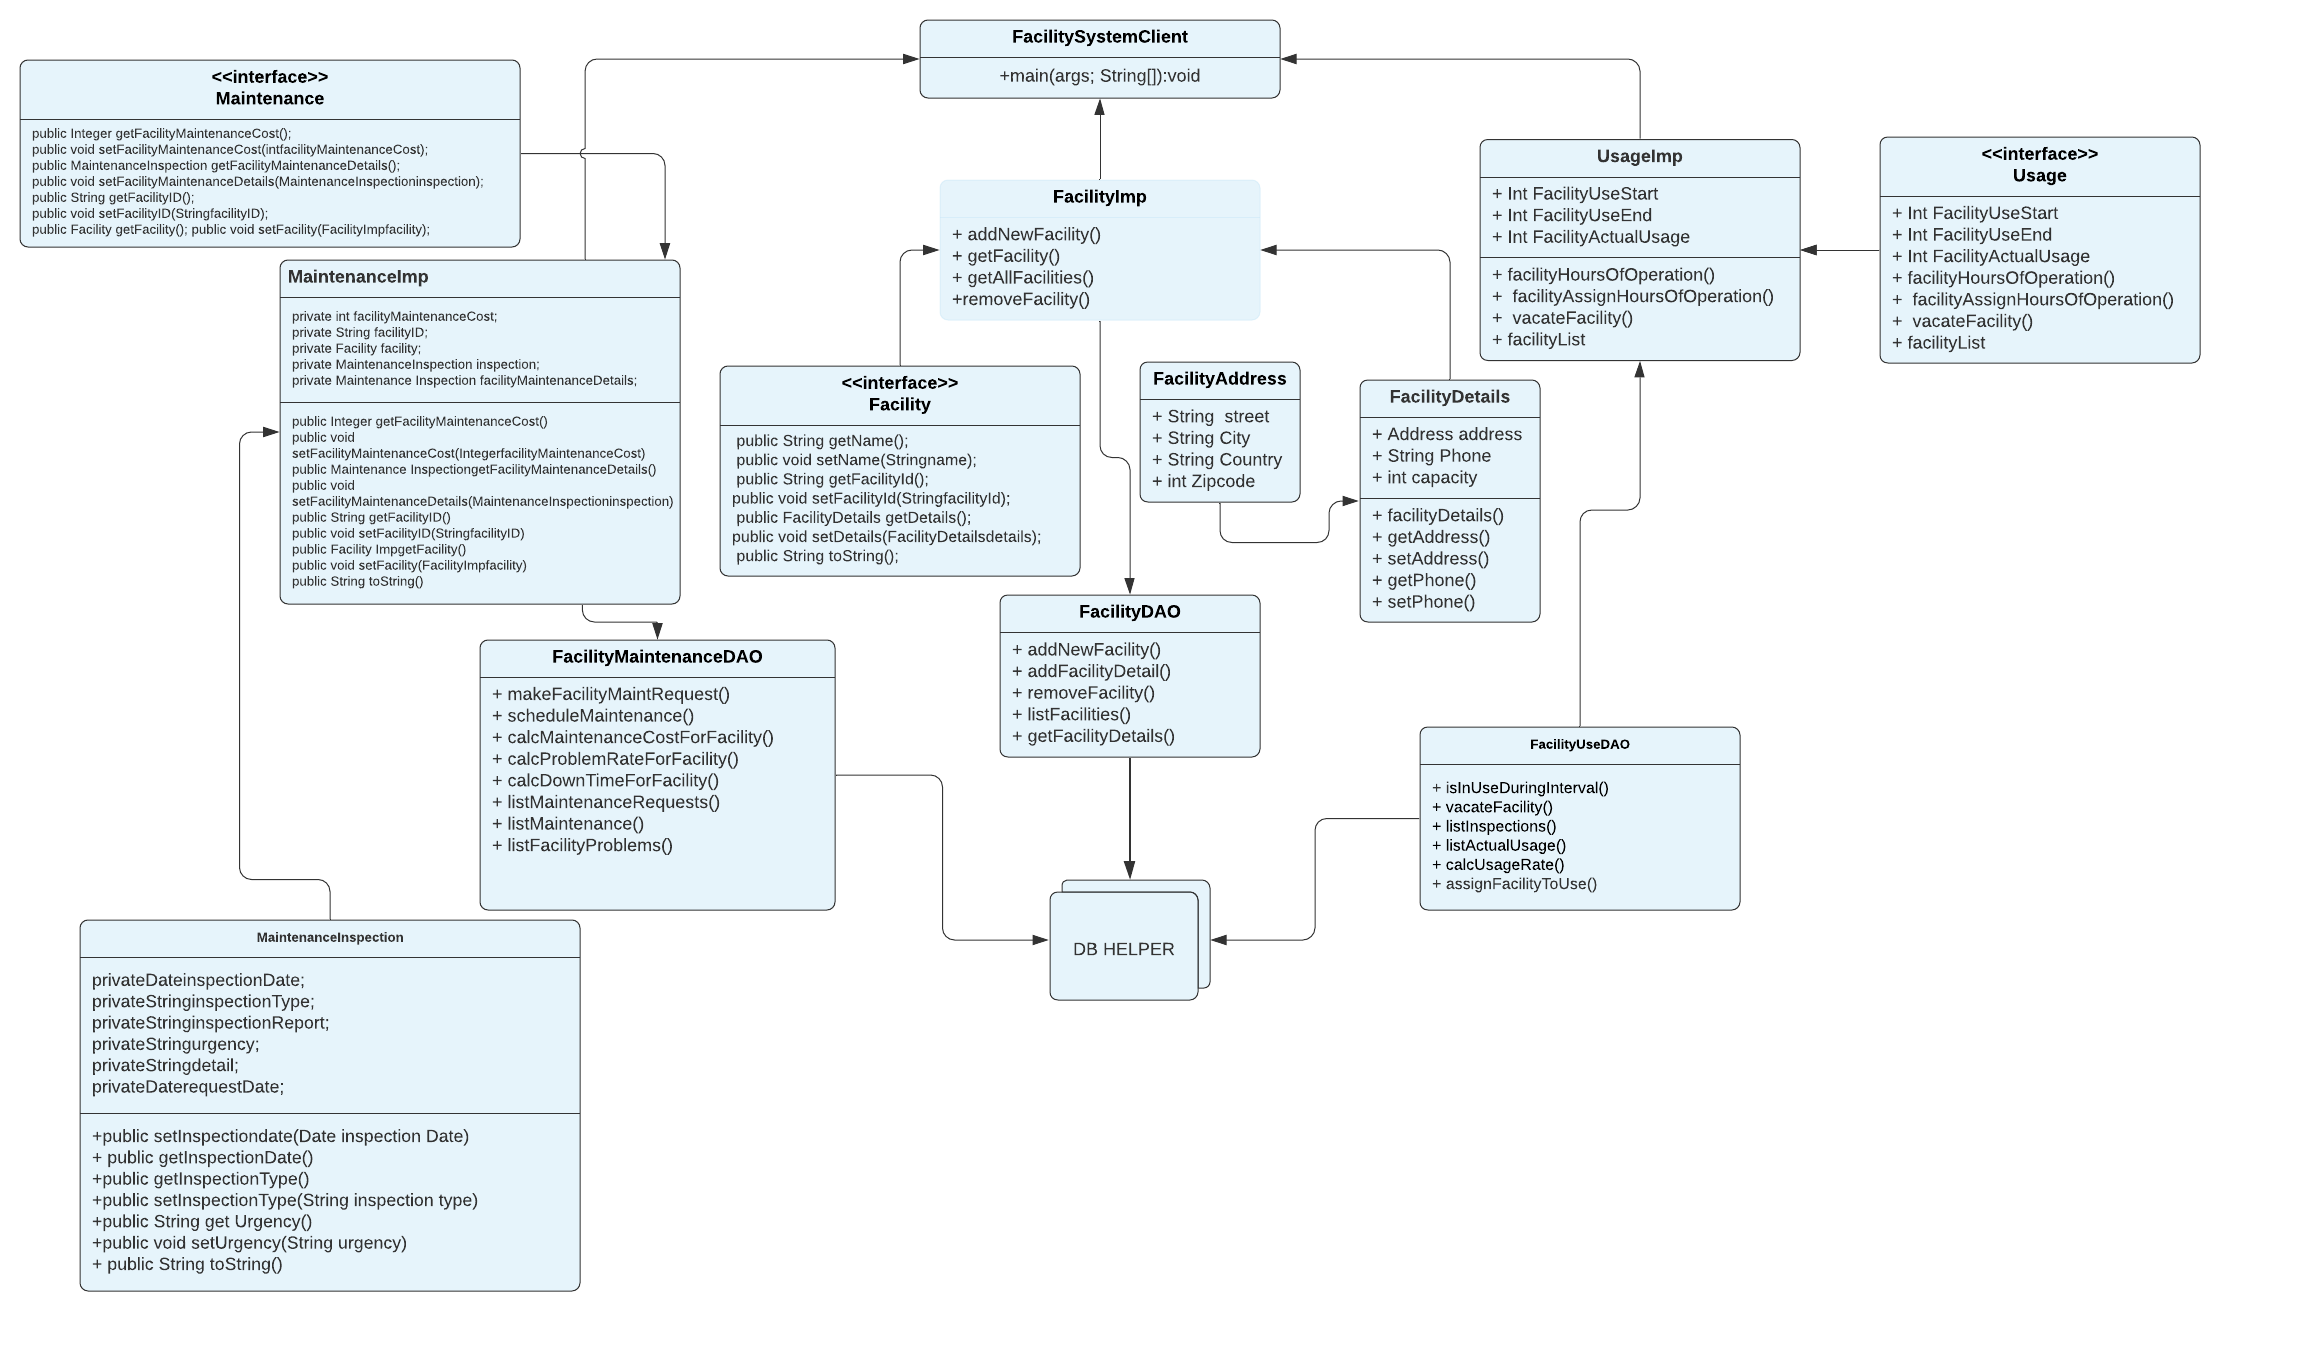 FacilitySystemClient
+main(args; String[]):void
<<interface>>
Maintenance
public Integer getFacilityMaintenanceCost();
public void setFacilityMaintenanceCost(intfacilityMaintenanceCost);
public MaintenanceInspection getFacilityMaintenanceDetails();
public void setFacilityMaintenanceDetails(MaintenanceInspectioninspection);
public String getFacilityID();
public void setFacilityID(StringfacilityID);
public Facility getFacility(); public void setFacility(FacilityImpfacility);
FacilityImp
+ addNewFacility()
+ getFacility()
+ getAllFacilities()
+removeFacility()
UsageImp
+ Int FacilityUseStart
+ Int FacilityUseEnd
+ Int FacilityActualUsage
+ facilityHoursOfOperation()
+  facilityAssignHoursOfOperation()
+  vacateFacility()
+ facilityList
<<interface>>
Usage
+ Int FacilityUseStart
+ Int FacilityUseEnd
+ Int FacilityActualUsage
+ facilityHoursOfOperation()
+  facilityAssignHoursOfOperation()
+  vacateFacility()
+ facilityList
MaintenanceImp
private int facilityMaintenanceCost;
private String facilityID;
private Facility facility;
private MaintenanceInspection inspection;
private Maintenance Inspection facilityMaintenanceDetails;
public Integer getFacilityMaintenanceCost()
public void
setFacilityMaintenanceCost(IntegerfacilityMaintenanceCost)
public Maintenance InspectiongetFacilityMaintenanceDetails()
public void
setFacilityMaintenanceDetails(MaintenanceInspectioninspection)
public String getFacilityID()
public void setFacilityID(StringfacilityID)
public Facility ImpgetFacility()
public void setFacility(FacilityImpfacility)
public String toString()
<<interface>>
Facility
public String getName();
public void setName(Stringname);
public String getFacilityId();
public void setFacilityId(StringfacilityId);
public FacilityDetails getDetails();
public void setDetails(FacilityDetailsdetails);
public String toString();
FacilityAddress
+ String  street
+ String City
+ String Country
+ int Zipcode
FacilityDetails
+ Address address
+ String Phone
+ int capacity
+ facilityDetails()
+ getAddress()
+ setAddress()
+ getPhone()
+ setPhone()
FacilityMaintenanceDAO
+ makeFacilityMaintRequest()
+ scheduleMaintenance()
+ calcMaintenanceCostForFacility()
+ calcProblemRateForFacility()
+ calcDownTimeForFacility()
+ listMaintenanceRequests()
+ listMaintenance()
+ listFacilityProblems()
FacilityDAO
+ addNewFacility()
+ addFacilityDetail()
+ removeFacility()
+ listFacilities()
+ getFacilityDetails()
FacilityUseDAO
+ isInUseDuringInterval()
+ vacateFacility()
+ listInspections()
+ listActualUsage()
+ calcUsageRate()
+ assignFacilityToUse()
DB HELPER
MaintenanceInspection
privateDateinspectionDate;
privateStringinspectionType;
privateStringinspectionReport;
privateStringurgency;
privateStringdetail;
privateDaterequestDate;
+public setInspectiondate(Date inspection Date)
+ public getInspectionDate()
+public getInspectionType()
+public setInspectionType(String inspection type)
+public String get Urgency()
+public void setUrgency(String urgency)
+ public String toString()